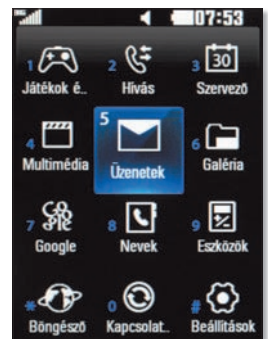 07:53
1 2 3 30
Játékok é.. Hívás Szervező
4 5 6
Multimédia Üzenetek Galéria
7 8 9
Google Nevek Eszközök
* 0 #
Böngésző Kapcsolat.. Beállítások